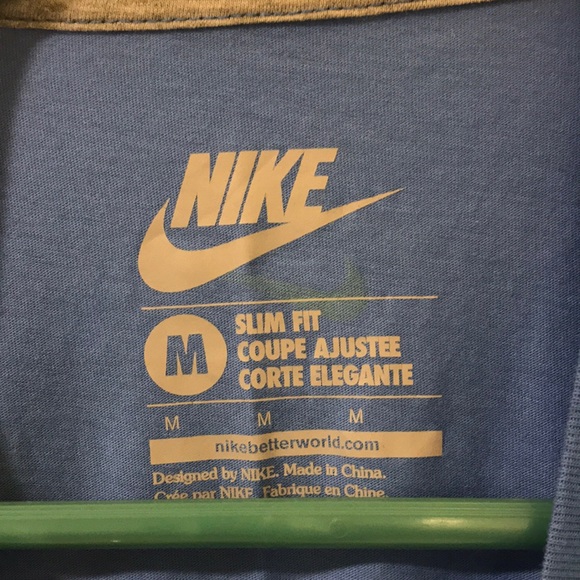 NIKE
M
SLIM FIT
COUPE AJUSTEE
CORTE ELEGANTE
M M M
nikebetterworld.com
Designed by NIKE. Made in China.
Crée par NIKE. Fabrique en Chine.